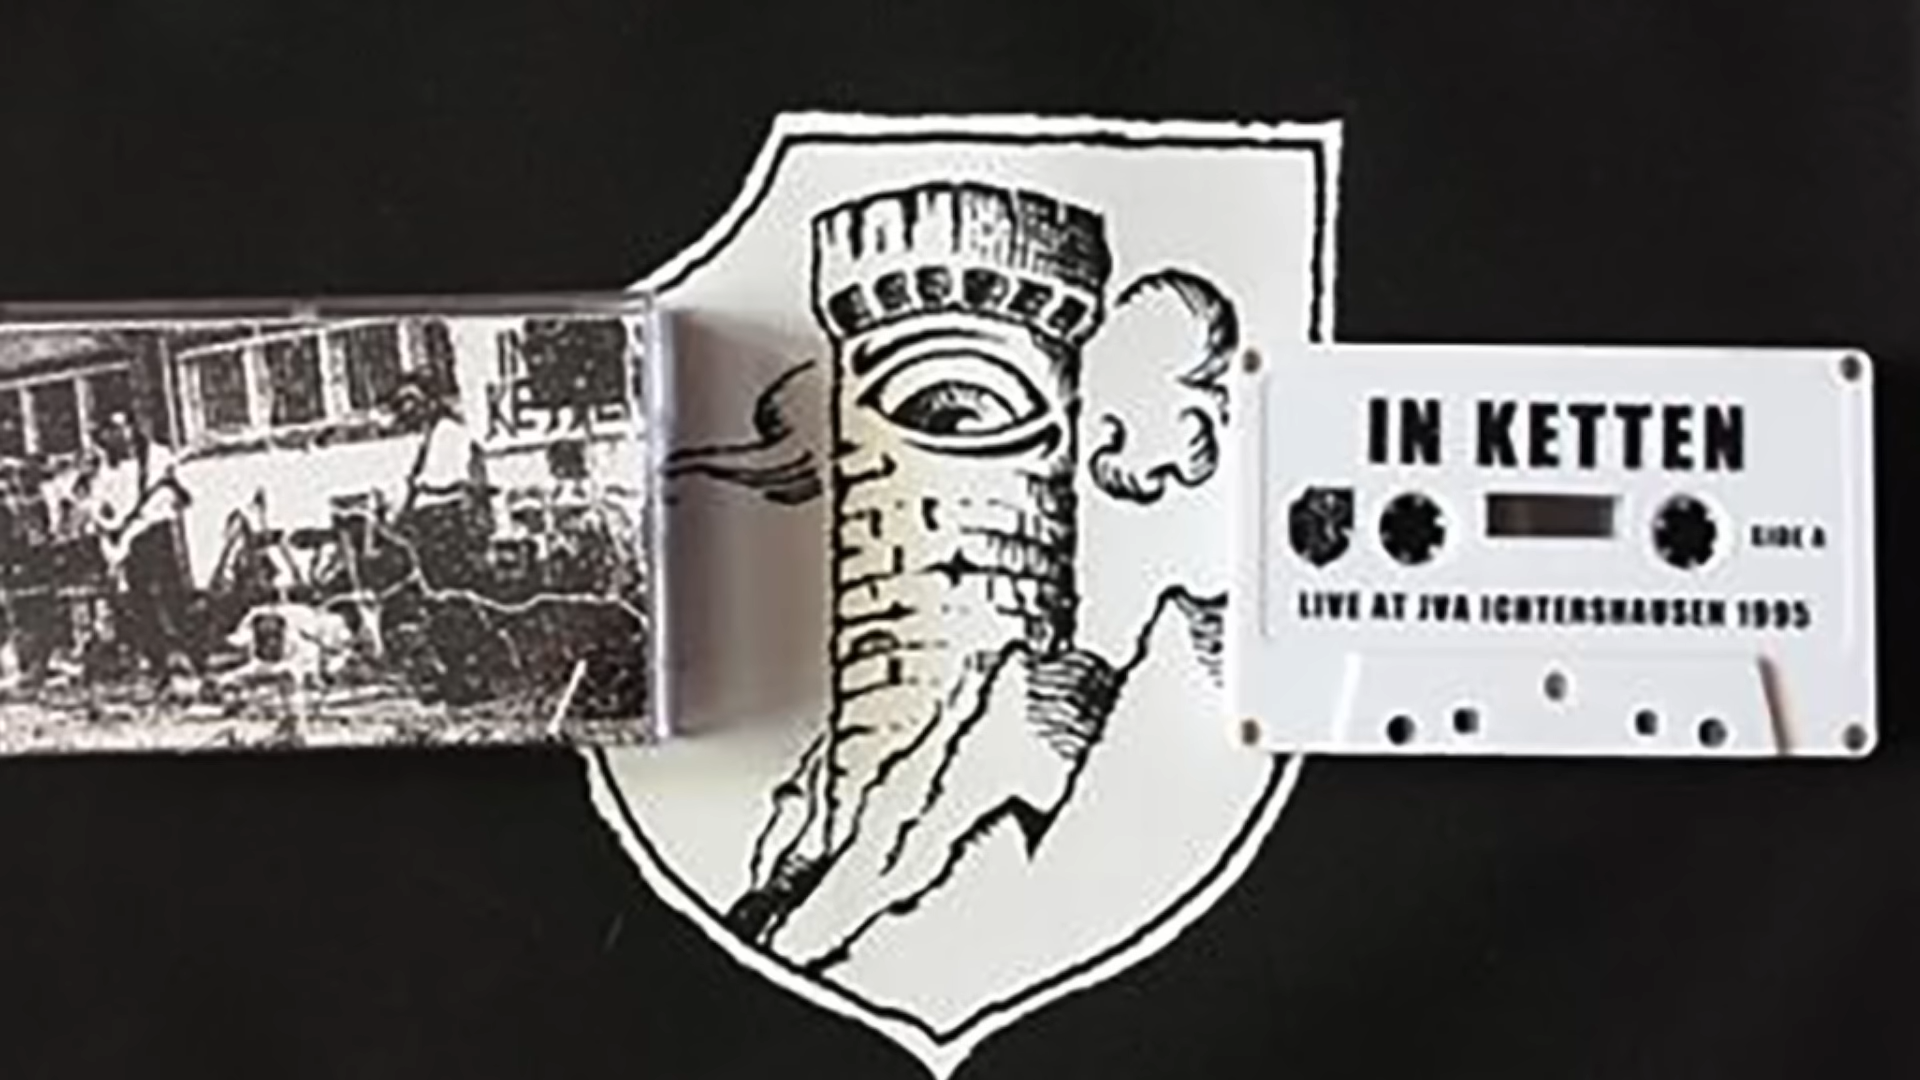 IN KETTEN
SIDE A
LIVE AT JVA ICHTERSHAUSEN 1995